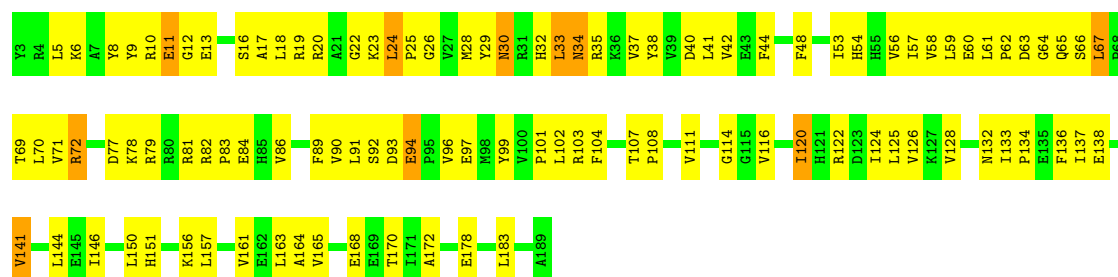 Y3 R4 L5 K6 A7 Y8 Y9 R10 E11 G12 E13 S16 A17 L18 R19 R20 A21 G22 K23 L24 P25 G26 V27 M28 Y29 N30 R31 H32 L33 N34 R35 K36 V37 Y38 V39 D40 L41 V42 E43 F44 F48 I53 H54 H55 V56 I57 V58 L59 E60 L61 P62 D63 G64 Q65 S66 L67 P68
T69 L70 V71 R72 D77 K78 R79 R80 R81 R82 P83 E84 H85 V86 F89 V90 L91 S92 D93 E94 P95 V96 E97 M98 Y99 V100 P101 L102 R103 F104 T107 P108 V111 G114 G115 V116 I120 H121 R122 D123 I124 L125 V126 K127 V128 N132 I133 P134 E135 F136 I137 E138
V141 L144 E145 I146 L150 H151 K156 L157 V161 E162 L163 A164 V165 E168 E169 T170 I171 A172 E178 L183 A189